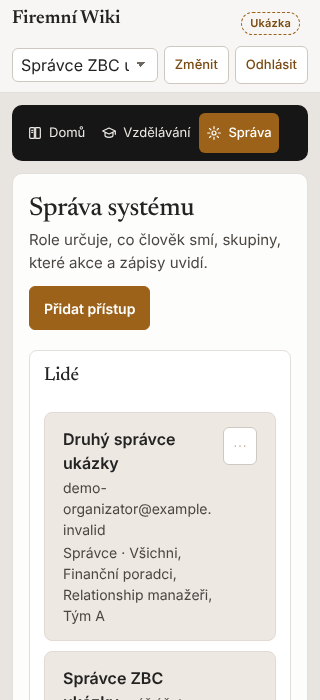 Firemní Wiki
Ukázka
Správce ZBC u
Změnit
Odhlásit
Domů
Vzdělávání
Správa
Správa systému
Role určuje, co člověk smí, skupiny,
které akce a zápisy uvidí.
Přidat přístup
Lidé
Druhý správce
ukázky
...
demo-
organizator@example.
invalid
Správce · Všichni,
Finanční poradci,
Relationship manažeři,
Tým A
Správce ZBC